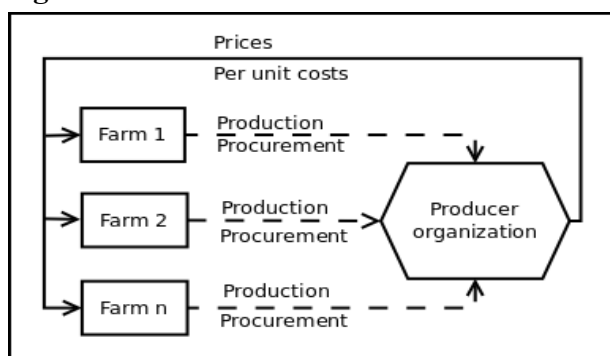 Prices
Per unit costs
Farm 1
Production
Procurement
Farm 2
Production
Procurement
Producer
organization
Farm n
Production
Procurement